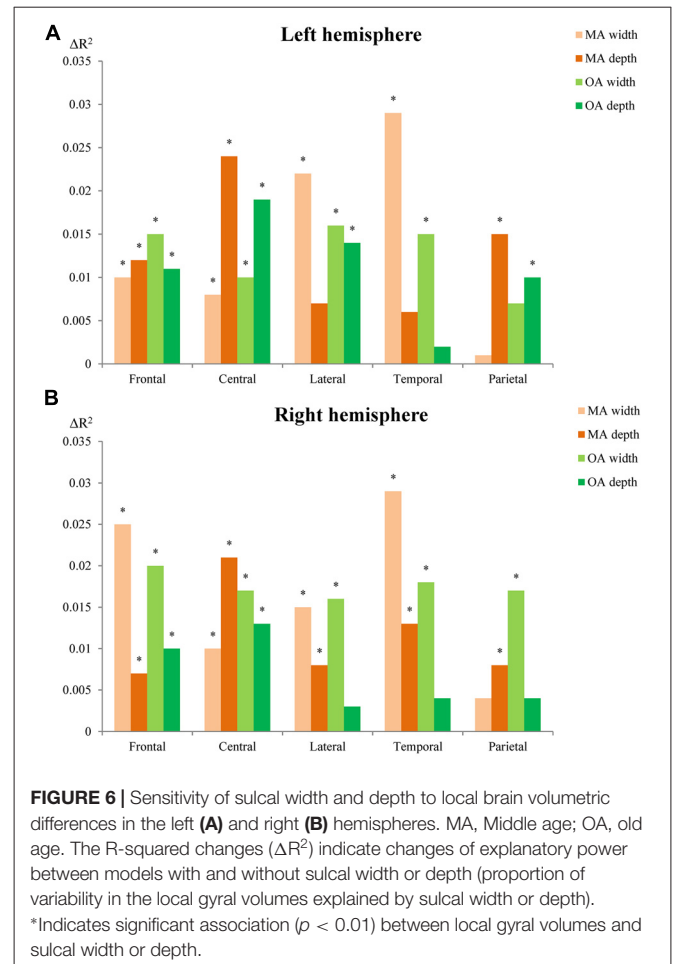 A
Left hemisphere
ΔR²
0.035
0.03
0.025
0.02
0.015
0.01
0.005
0
MA width
MA depth
OA width
OA depth
* * * *
* * * *
* * *
* *
* *
Frontal Central Lateral Temporal Parietal
B
Right hemisphere
ΔR²
0.035
0.03
0.025
0.02
0.015
0.01
0.005
0
MA width
MA depth
OA width
OA depth
* * * *
* * * *
* * *
* * *
* *
Frontal Central Lateral Temporal Parietal
FIGURE 6 | Sensitivity of sulcal width and depth to local brain volumetric
differences in the left (A) and right (B) hemispheres. MA, Middle age; OA, old
age. The R-squared changes (ΔR²) indicate changes of explanatory power
between models with and without sulcal width or depth (proportion of
variability in the local gyral volumes explained by sulcal width or depth).
*Indicates significant association (p < 0.01) between local gyral volumes and
sulcal width or depth.